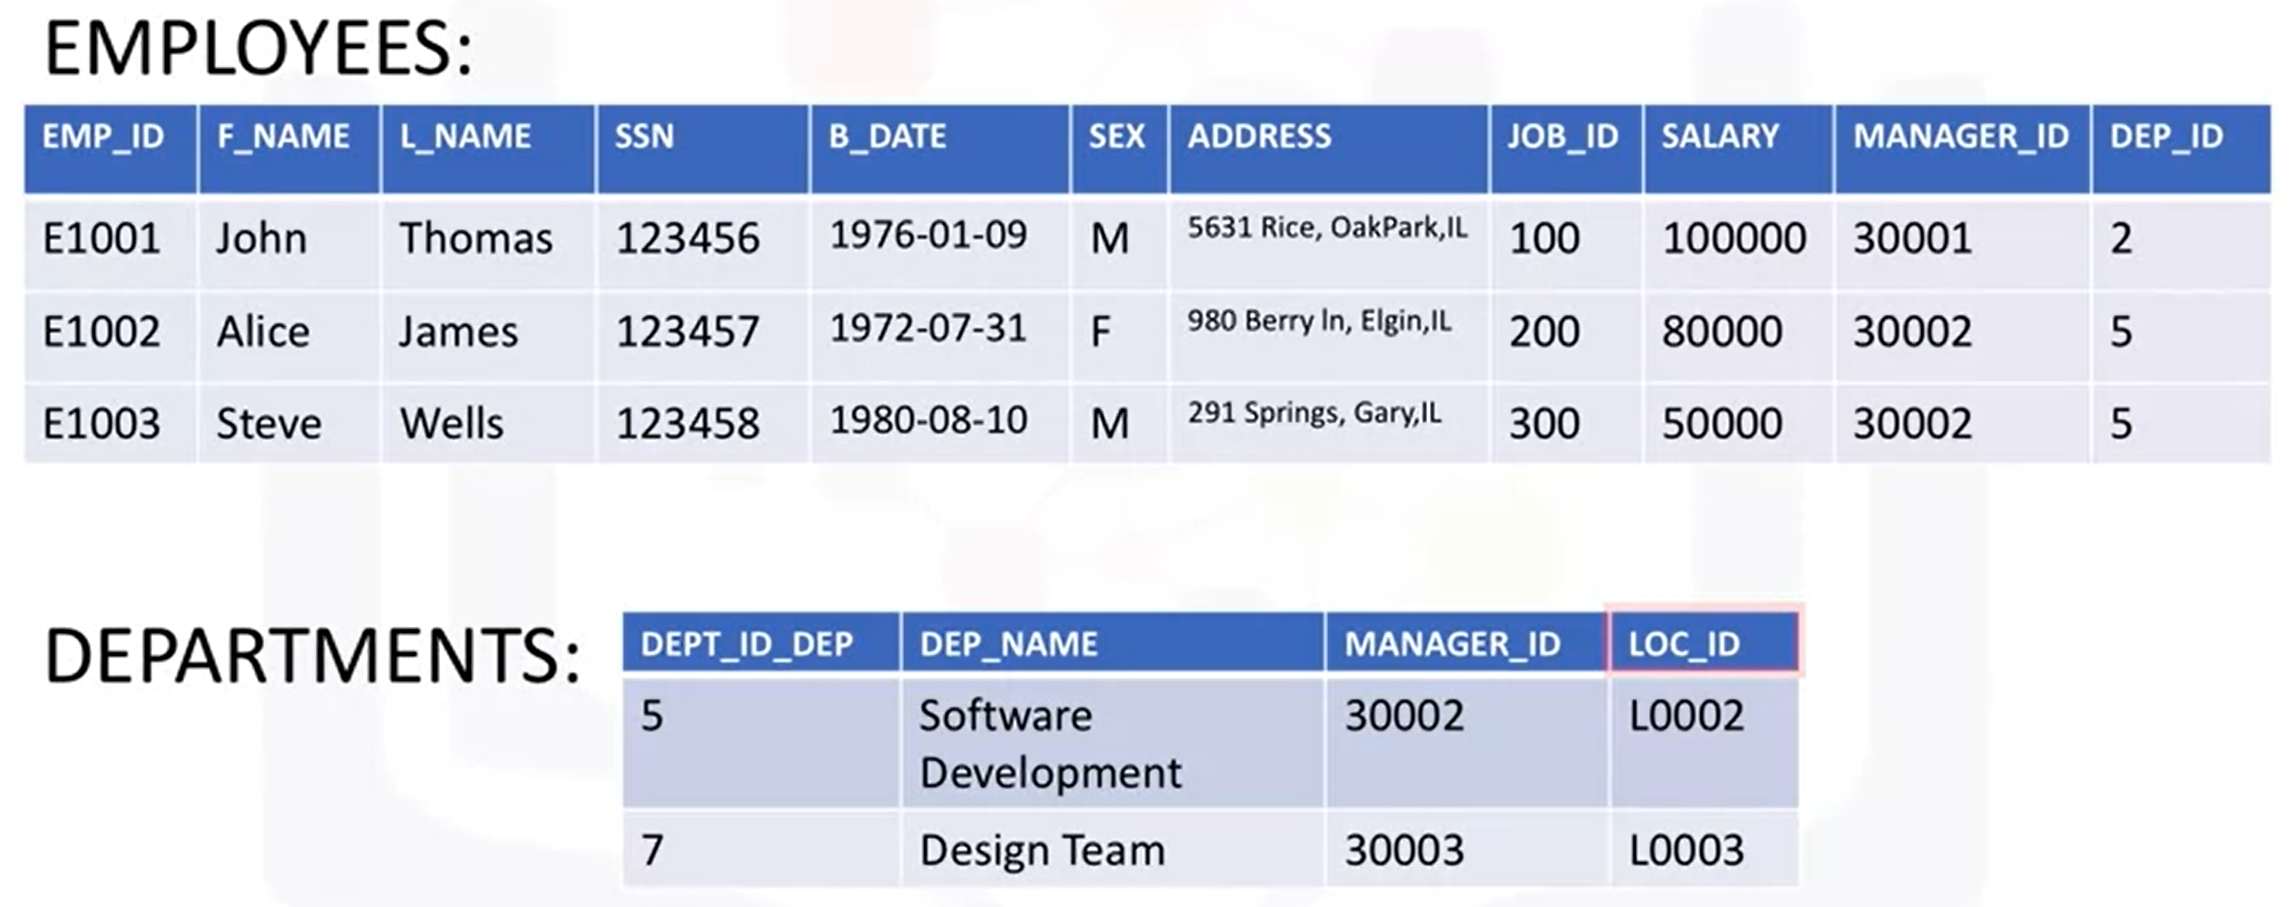 EMPLOYEES:
EMP_ID F_NAME L_NAME SSN B_DATE SEX ADDRESS JOB_ID SALARY MANAGER_ID DEP_ID
E1001 John Thomas 123456 1976-01-09 M 5631 Rice, OakPark,IL 100 100000 30001 2
E1002 Alice James 123457 1972-07-31 F 980 Berry ln, Elgin,IL 200 80000 30002 5
E1003 Steve Wells 123458 1980-08-10 M 291 Springs, Gary,IL 300 50000 30002 5
DEPARTMENTS:
DEPT_ID_DEP DEP_NAME MANAGER_ID LOC_ID
5 Software 30002 L0002
Development
7 Design Team 30003 L0003